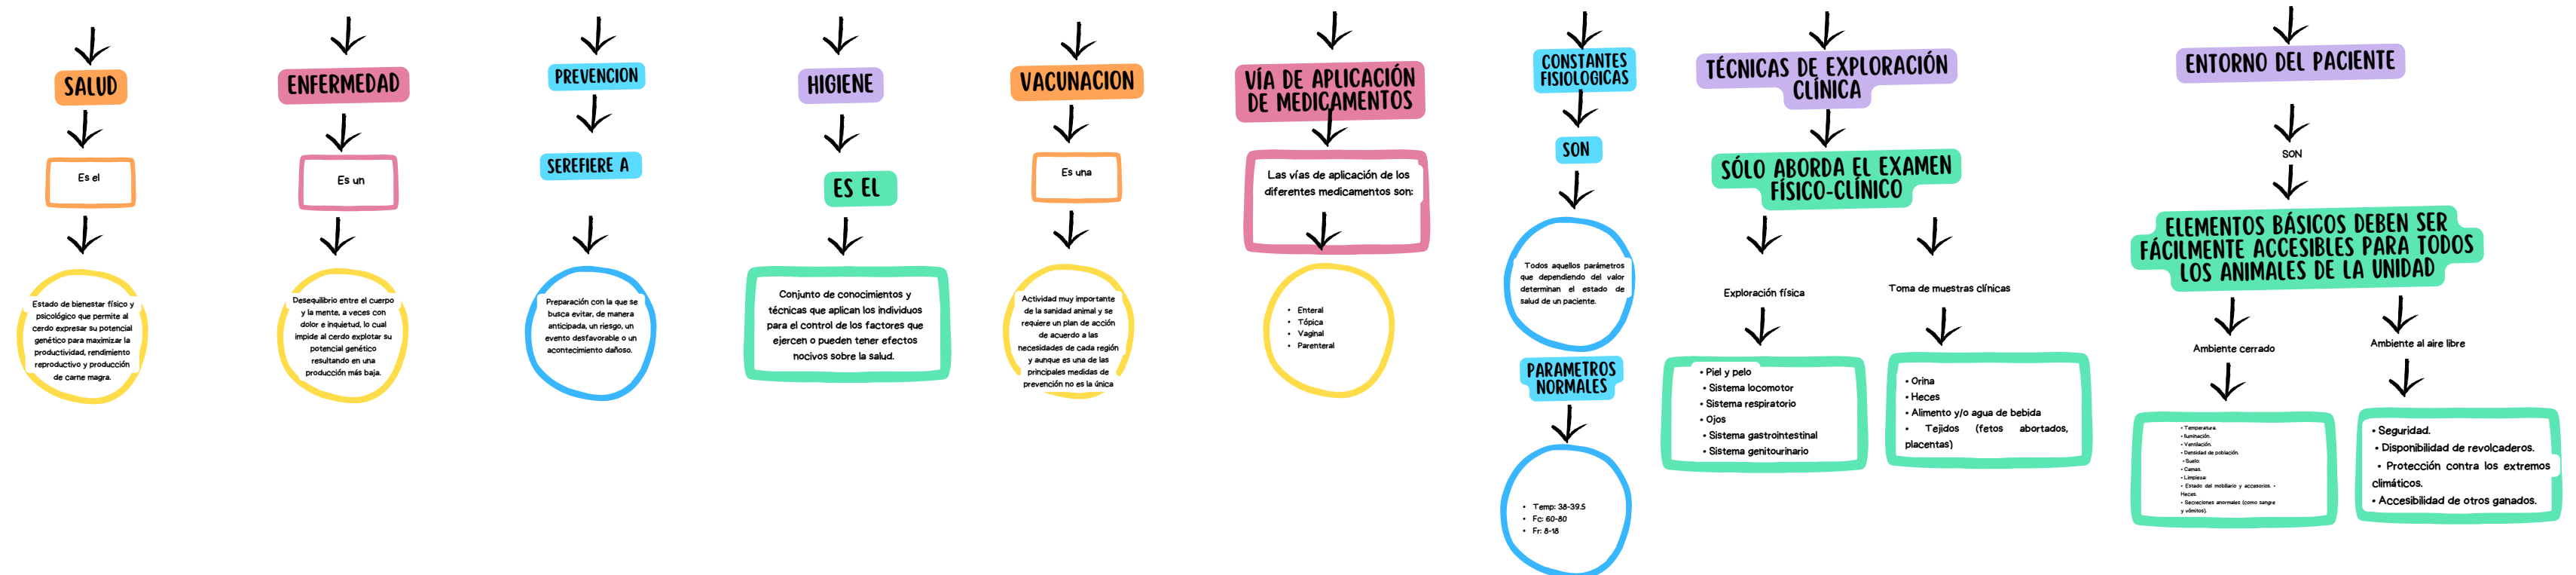 SALUD
Es el
Estado de bienestar físico y
psicológico que permite al
cerdo expresar su potencial
genético para maximizar la
productividad, rendimiento
reproductivo y producción
de carne magra.
ENFERMEDAD
Es un
Desequilibrio entre el cuerpo
y la mente, a veces con
dolor e inquietud, lo cual
impide al cerdo explotar su
potencial genético
resultando en una
producción más baja.
PREVENCION
SEREFIERE A
Preparación con la que se
busca evitar, de manera
anticipada, un riesgo, un
evento desfavorable o un
acontecimiento dañoso.
HIGIENE
ES EL
Conjunto de conocimientos y
técnicas que aplican los individuos
para el control de los factores que
ejercen o pueden tener efectos
nocivos sobre la salud.
VACUNACION
Es una
Actividad muy importante
de la sanidad animal y se
requiere un plan de acción
de acuerdo a las
necesidades de cada región
y aunque es una de las
principales medidas de
prevención no es la única
VÍA DE APLICACIÓN
DE MEDICAMENTOS
Las vías de aplicación de los
diferentes medicamentos son:
• Enteral
• Tópica
• Vaginal
• Parenteral
CONSTANTES
FISIOLOGICAS
SON
Todos aquellos parámetros
que dependiendo del valor
determinan el estado de
salud de un paciente.
PARAMETROS
NORMALES
• Temp: 38-39.5
• Fc: 60-80
• Fr: 8-18
TÉCNICAS DE EXPLORACIÓN
CLÍNICA
SÓLO ABORDA EL EXAMEN
FÍSICO-CLÍNICO
Exploración física
• Piel y pelo
• Sistema locomotor
• Sistema respiratorio
• Ojos
• Sistema gastrointestinal
• Sistema genitourinario
Toma de muestras clínicas
• Orina
• Heces
• Alimento y/o agua de bebida
• Tejidos (fetos abortados,
placentas)
ENTORNO DEL PACIENTE
SON
ELEMENTOS BÁSICOS DEBEN SER
FÁCILMENTE ACCESIBLES PARA TODOS
LOS ANIMALES DE LA UNIDAD
Ambiente cerrado
• Temperatura.
• Iluminación.
• Ventilación.
• Densidad de población.
• Suelo
• Camas.
• Limpieza:
• Estado del mobiliario y accesorios. •
Heces.
• Secreciones anormales (como sangre
y vómitos).
Ambiente al aire libre
• Seguridad.
• Disponibilidad de revolcaderos.
• Protección contra los extremos
climáticos.
• Accesibilidad de otros ganados.